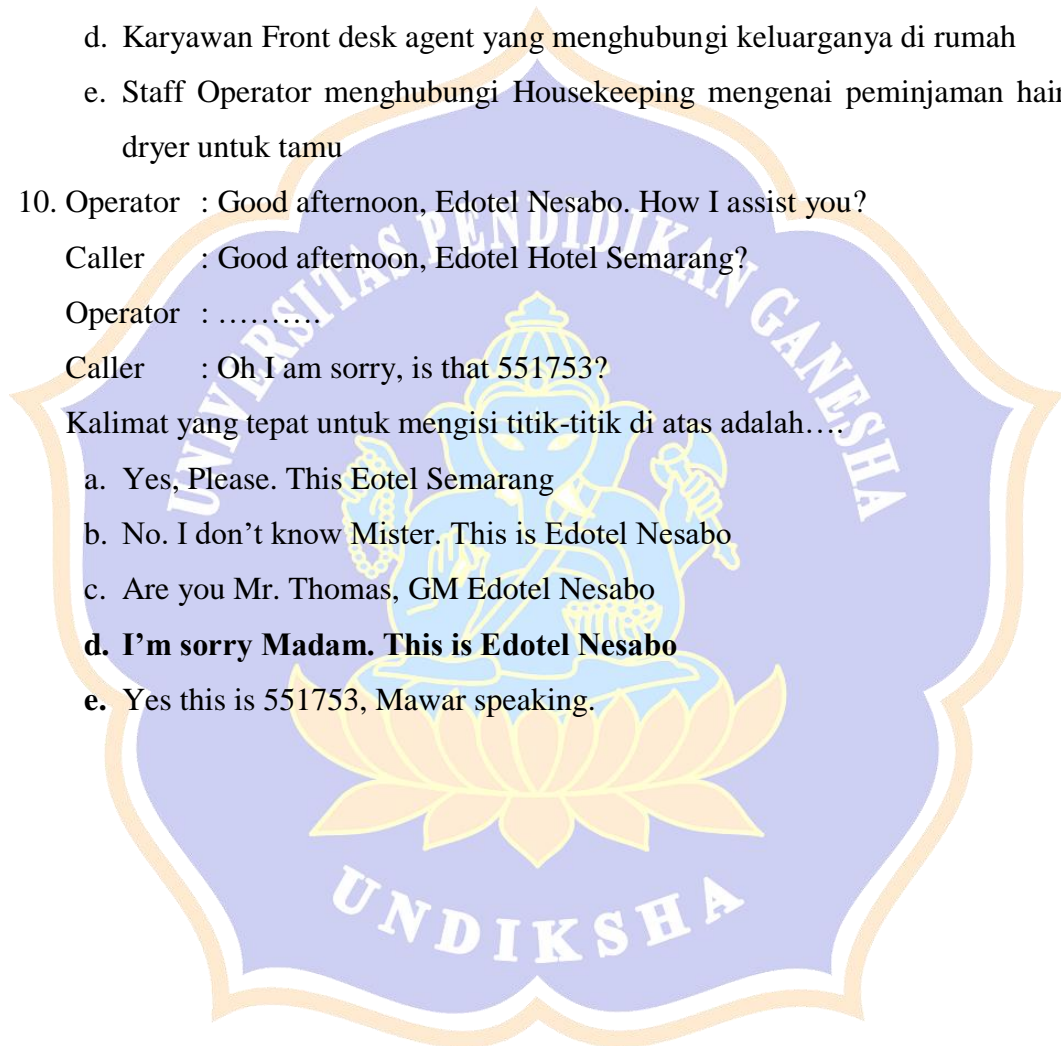 d. Karyawan Front desk agent yang menghubungi keluarganya di rumah
e. Staff Operator menghubungi Housekeeping mengenai peminjaman hair
dryer untuk tamu
10. Operator : Good afternoon, Edotel Nesabo. How I assist you?
Caller : Good afternoon, Edotel Hotel Semarang?
Operator : ……….
Caller : Oh I am sorry, is that 551753?
Kalimat yang tepat untuk mengisi titik-titik di atas adalah….
a. Yes, Please. This Eotel Semarang
b. No. I don’t know Mister. This is Edotel Nesabo
c. Are you Mr. Thomas, GM Edotel Nesabo
d. I’m sorry Madam. This is Edotel Nesabo
e. Yes this is 551753, Mawar speaking.
UNIVERSITAS PENDIDIKAN GANESHA
UNDIKSHA